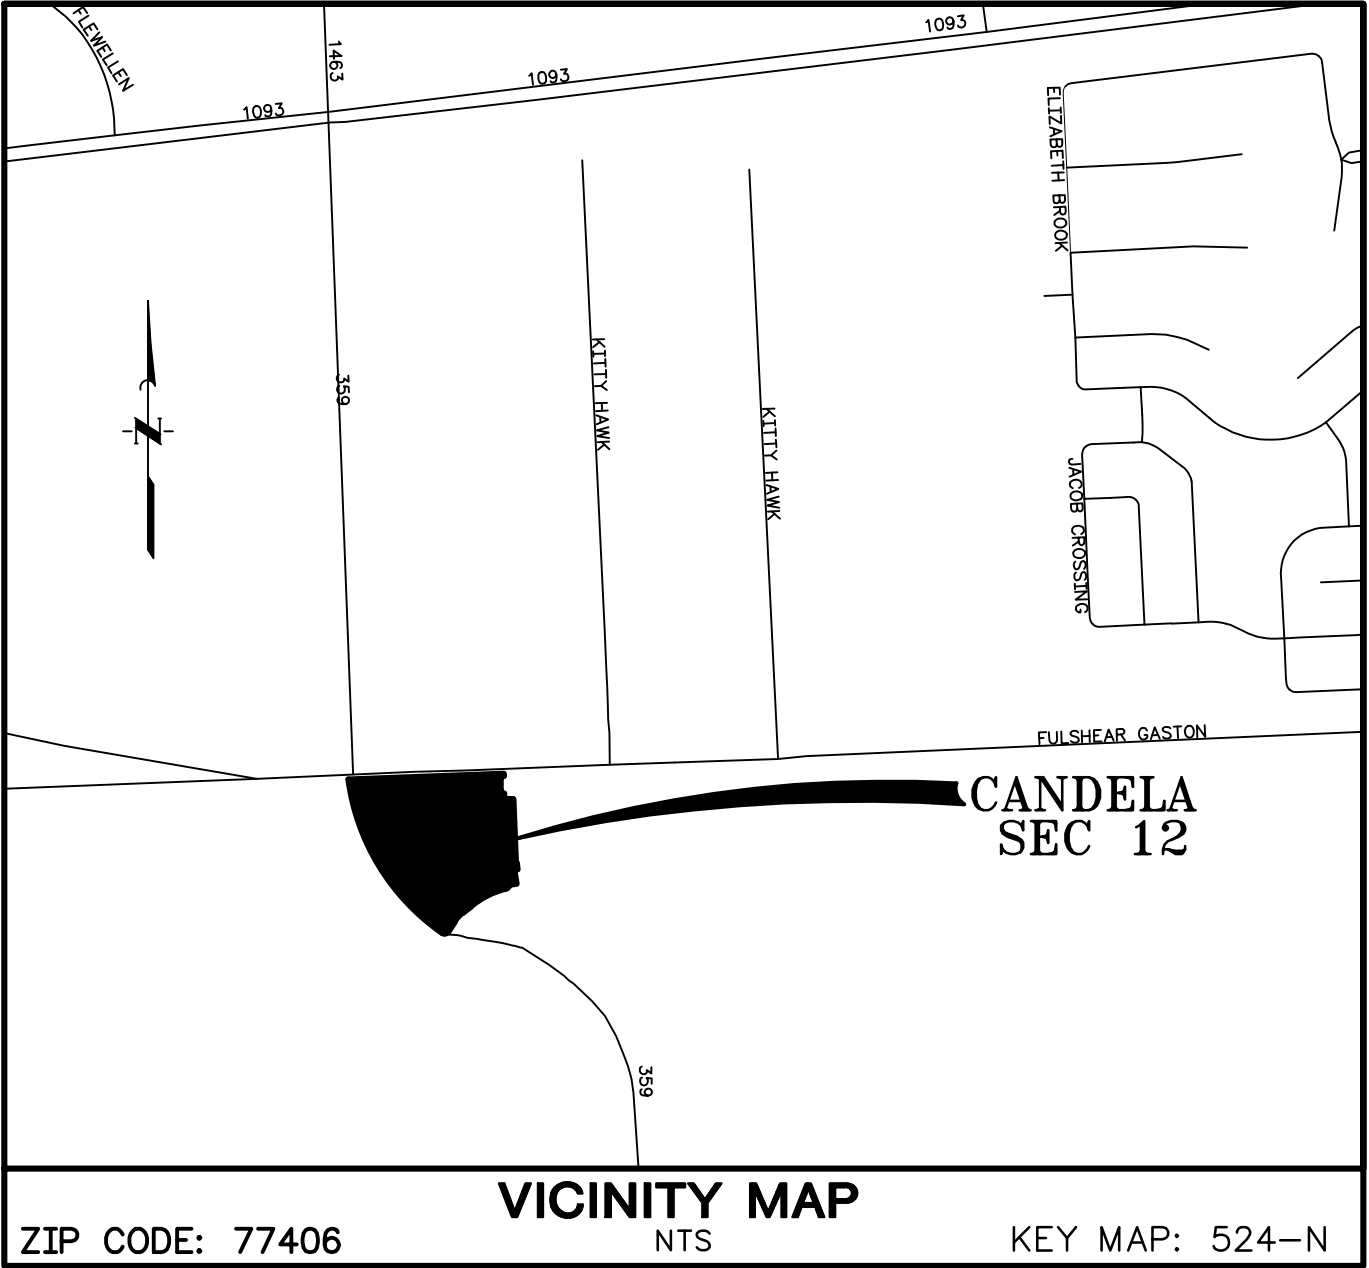 FLEWELLEN
1463
1093
1093
1093
ELIZABETH BROOK
359
KITTY HAWK
KITTY HAWK
N
JACOB CROSSING
FULSHEAR GASTON
CANDELA
SEC 12
359
VICINITY MAP
ZIP CODE: 77406
NTS
KEY MAP: 524-N